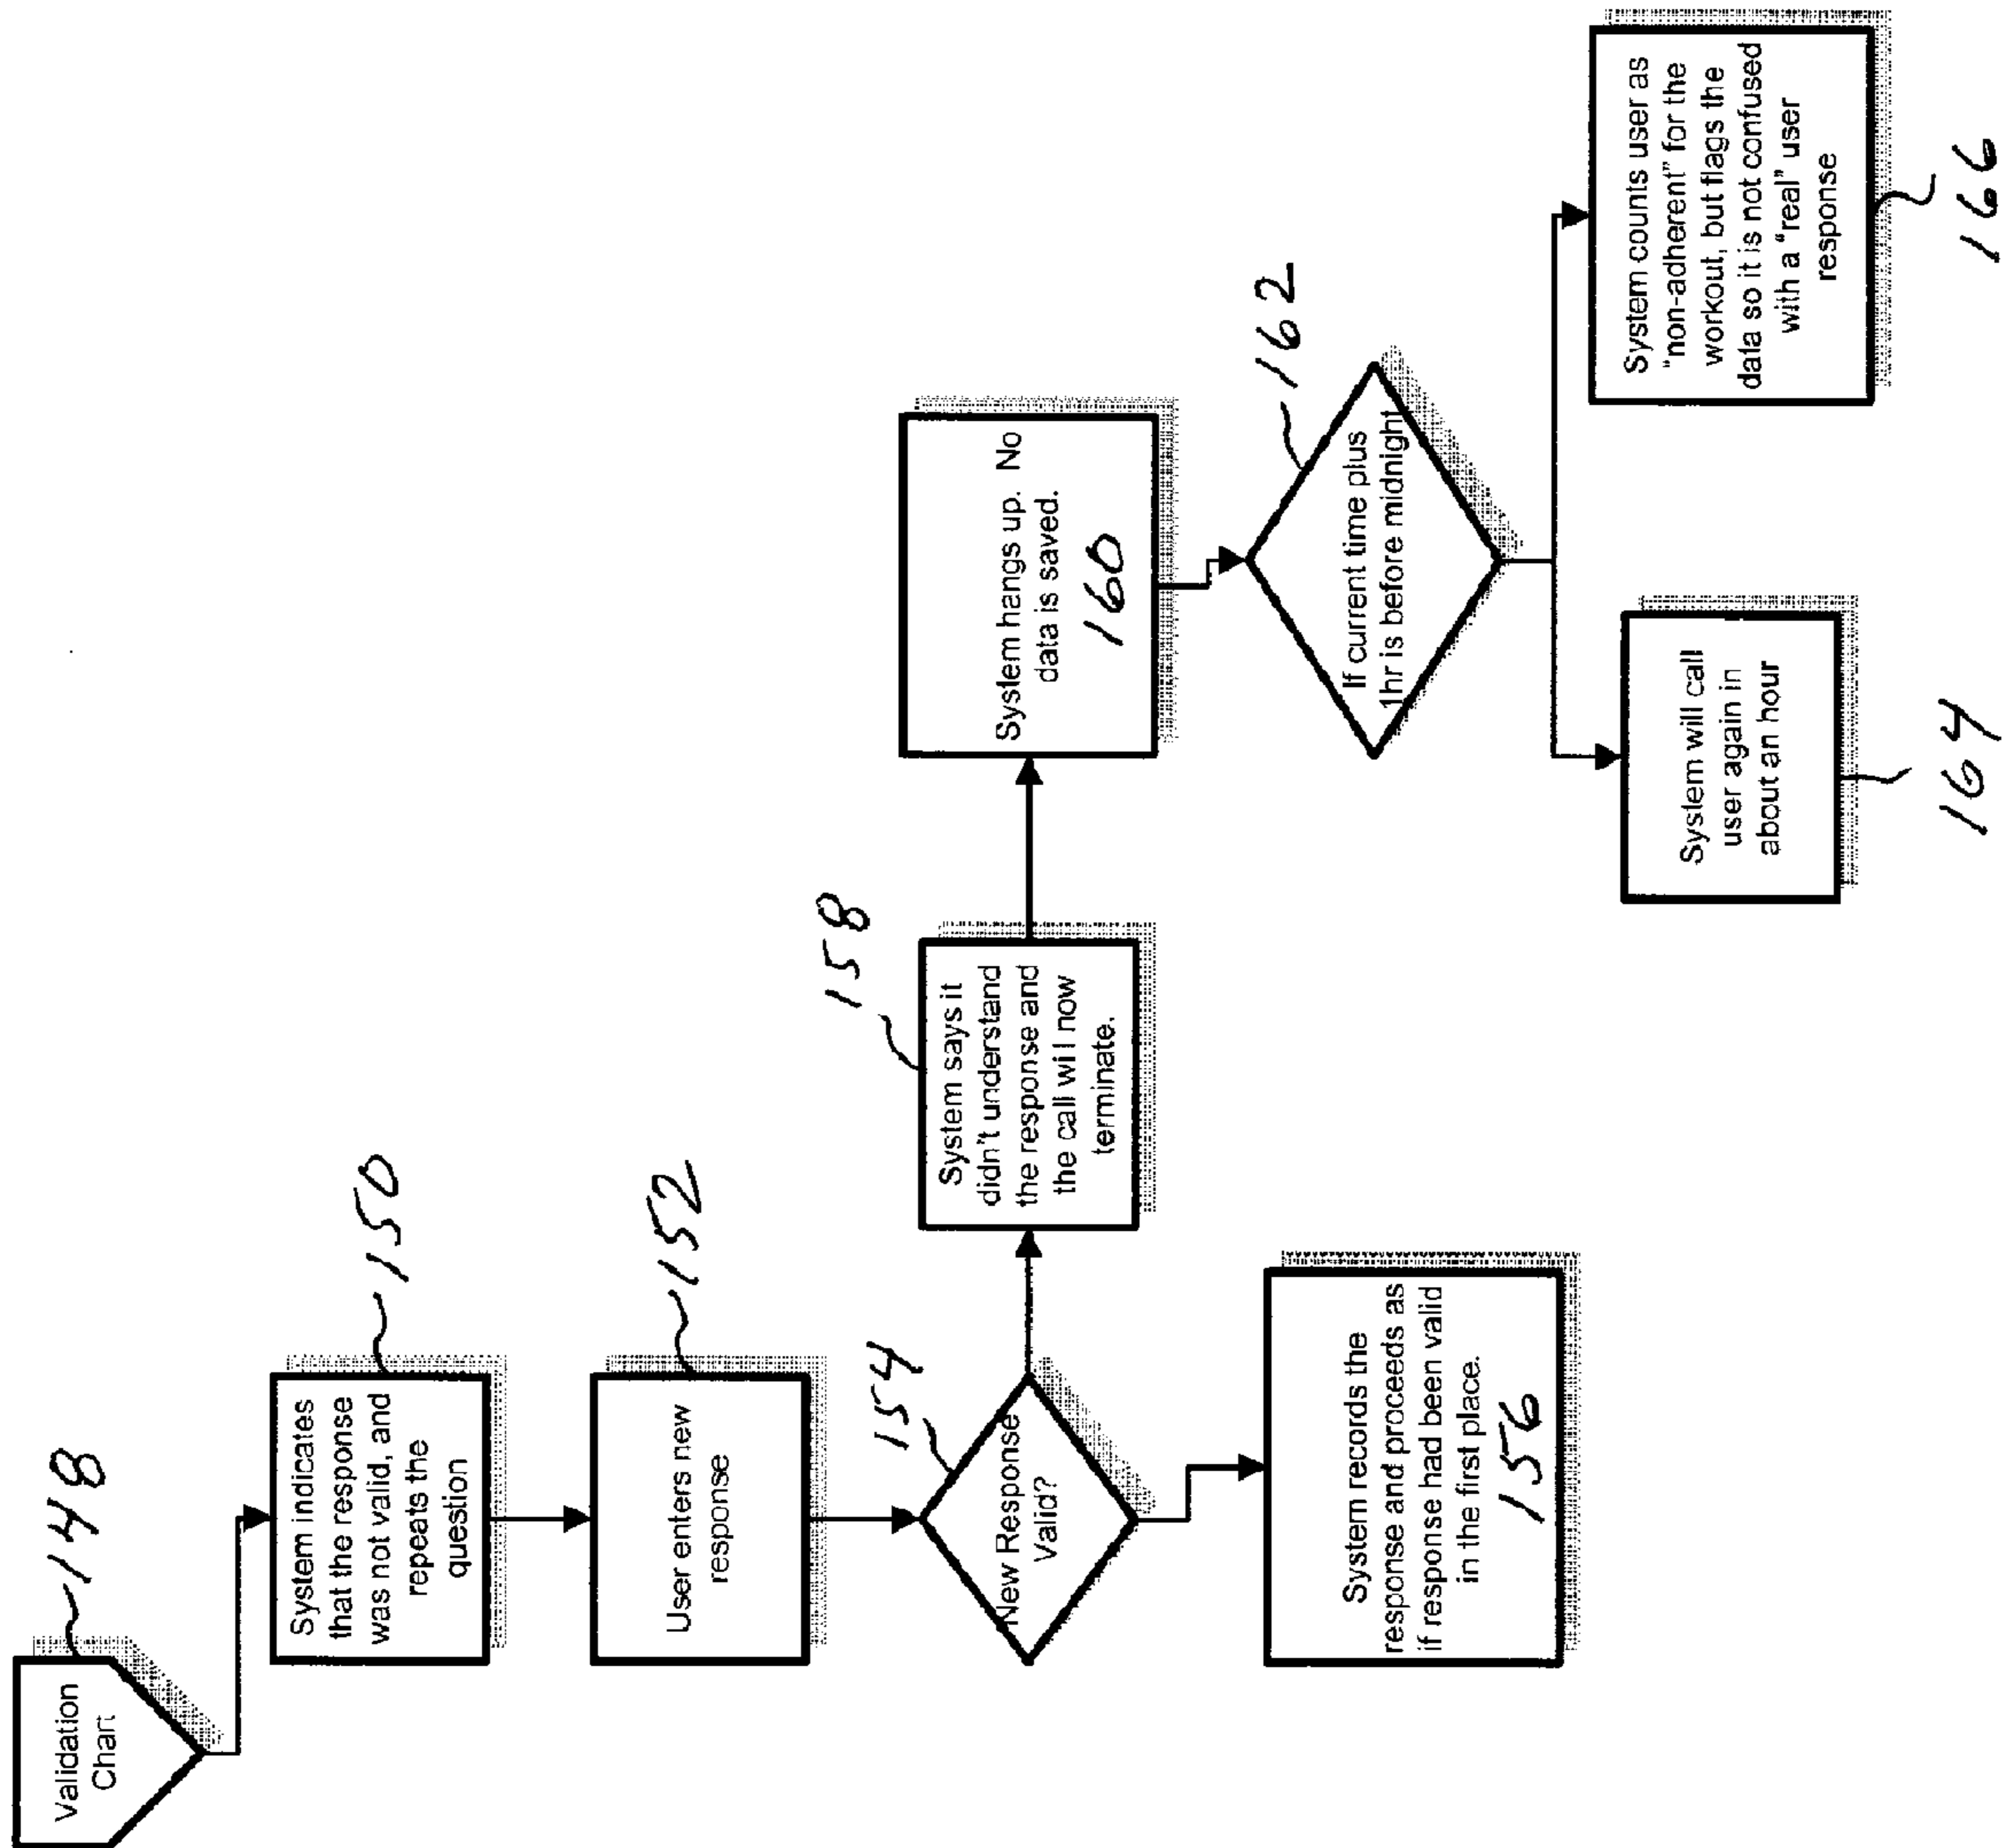 Validation
Chart
148
System indicates
that the response
was not valid, and
repeats the
question
150
User enters new
response
152
New Response
Valid?
154
System records the
response and proceeds as
if response had been valid
in the first place.
156
System says it
didn't understand
the response and
the call will now
terminate.
158
System hangs up. No
data is saved.
160
If current time plus
1hr is before midnight
162
System will call
user again in
about an hour
164
System counts user as
"non-adherent" for the
workout, but flags the
data so it is not confused
with a "real" user
response
166